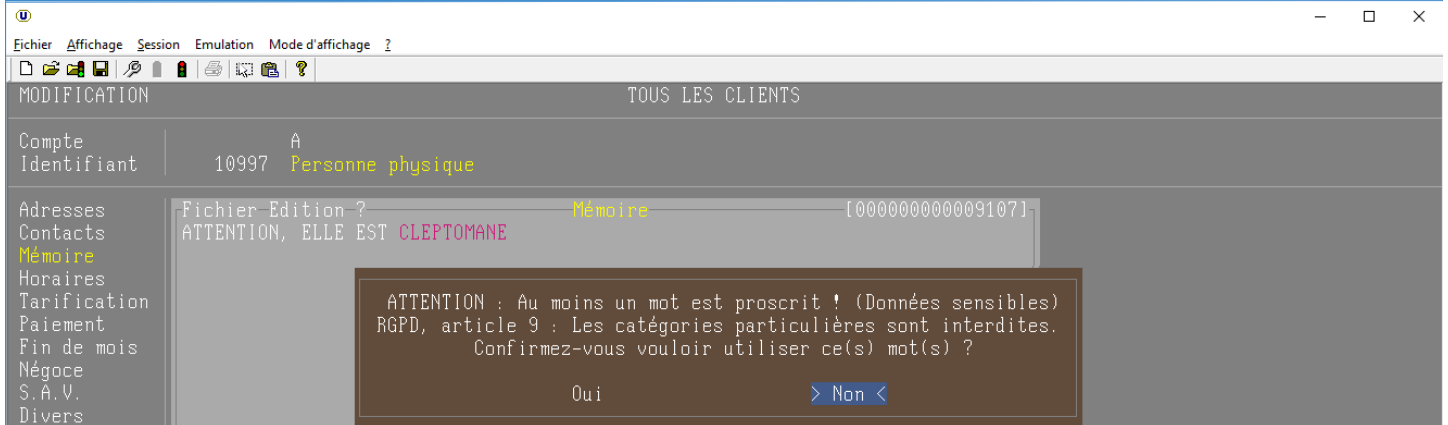 U
Fichier Affichage Session Emulation Mode d'affichage ?
MODIFICATION TOUS LES CLIENTS
Compte A
Identifiant 10997 Personne physique
Adresses Fichier Edition ? Mémoire [000000000009107]
Contacts ATTENTION, ELLE EST CLEPTOMANE
Mémoire
Horaires
Tarification ATTENTION : Au moins un mot est proscrit ! (Données sensibles)
Paiement RGPD, article 9 : Les catégories particulières sont interdites.
Fin de mois Confirmez-vous vouloir utiliser ce(s) mot(s) ?
Négoce
S.A.V. Oui > Non <
Divers